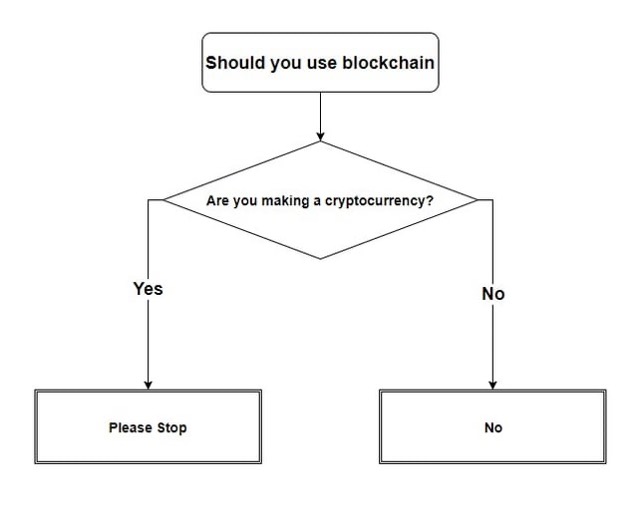 Should you use blockchain
Are you making a cryptocurrency?
Yes
No
Please Stop
No